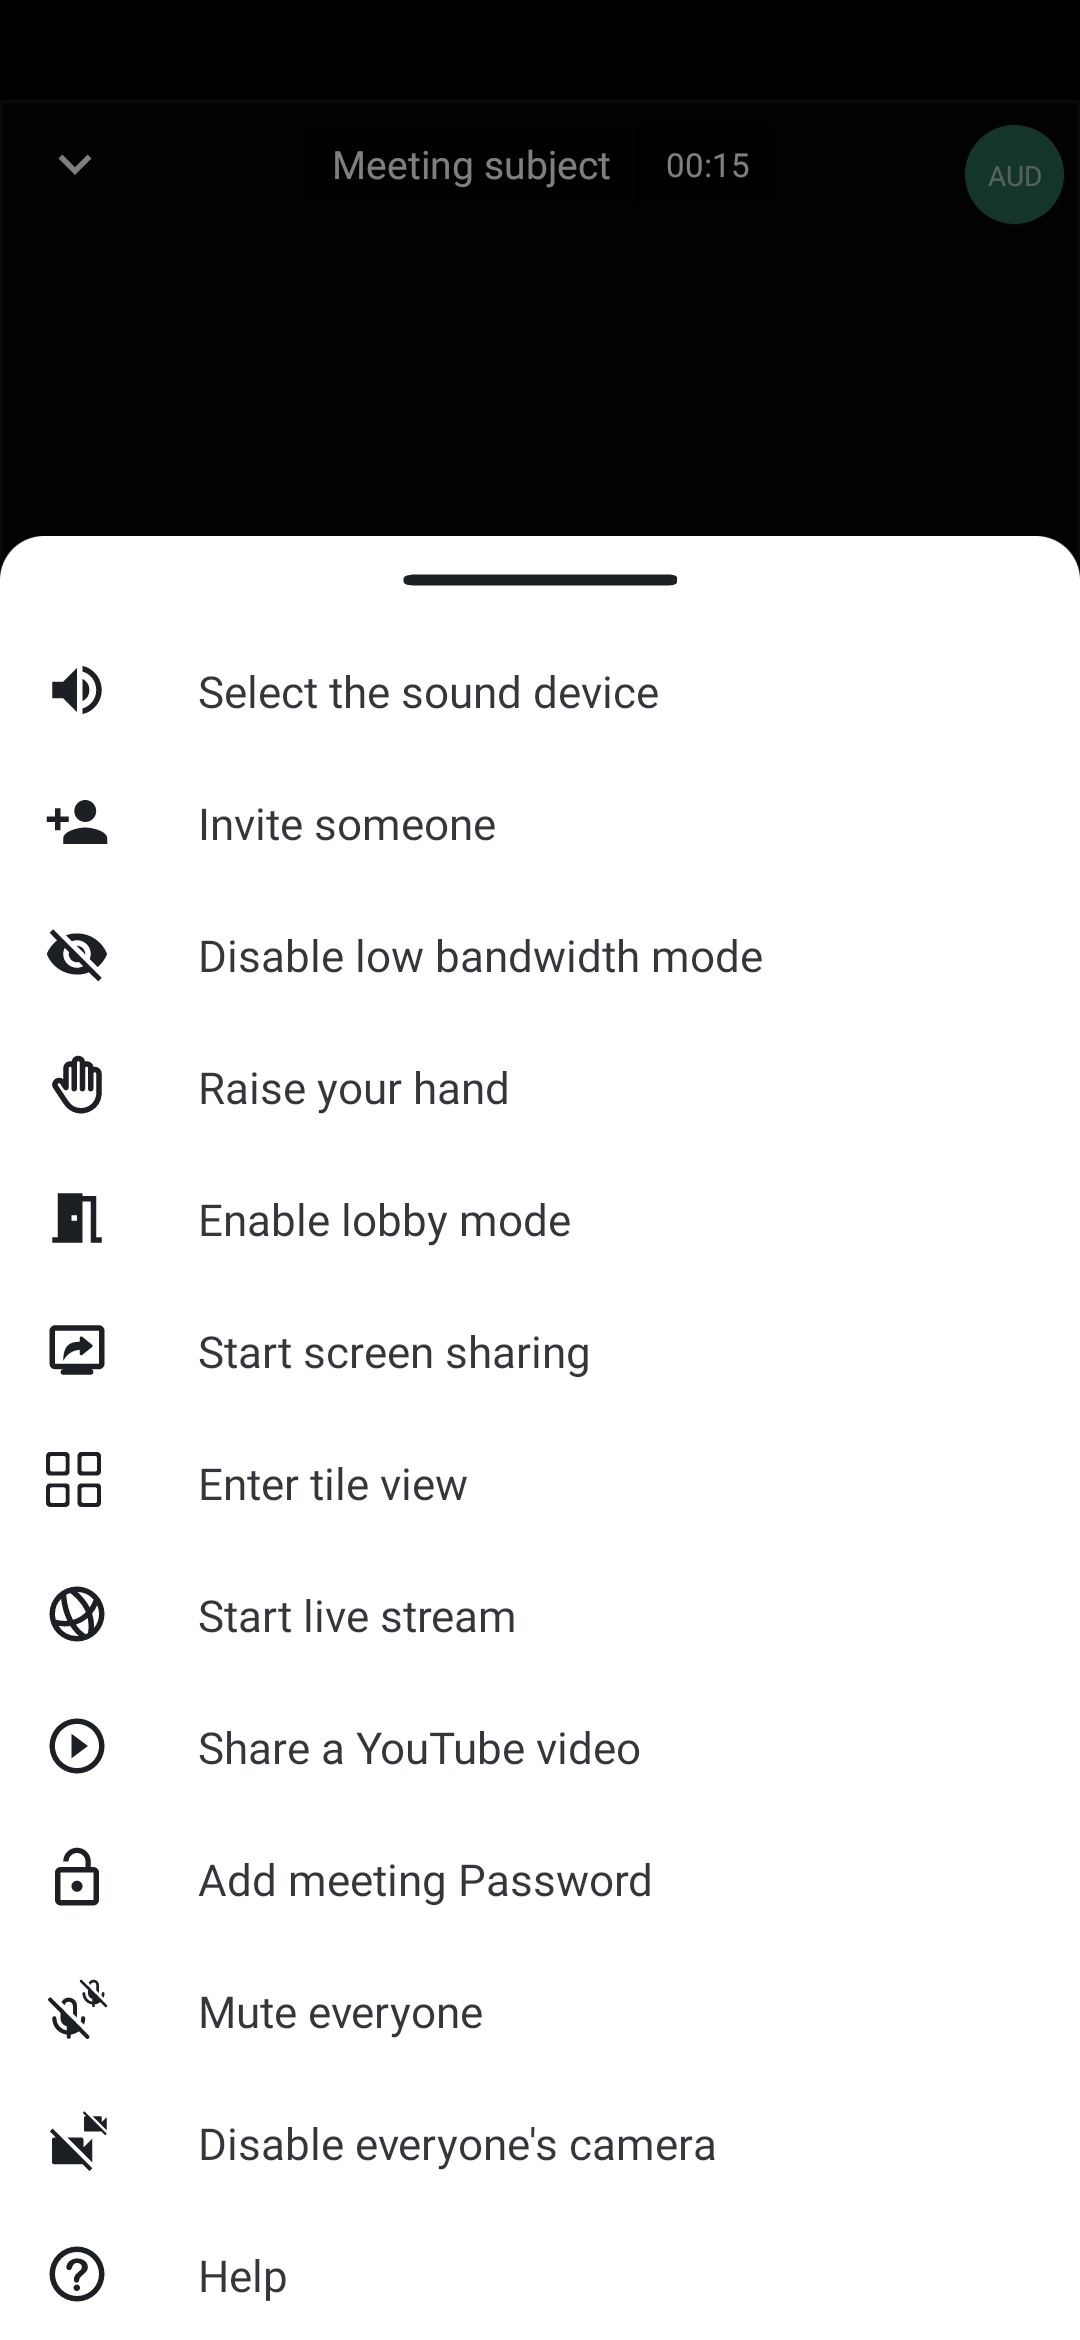 Meeting subject 00:15
AUD
Select the sound device
Invite someone
Disable low bandwidth mode
Raise your hand
Enable lobby mode
Start screen sharing
Enter tile view
Start live stream
Share a YouTube video
Add meeting Password
Mute everyone
Disable everyone's camera
Help